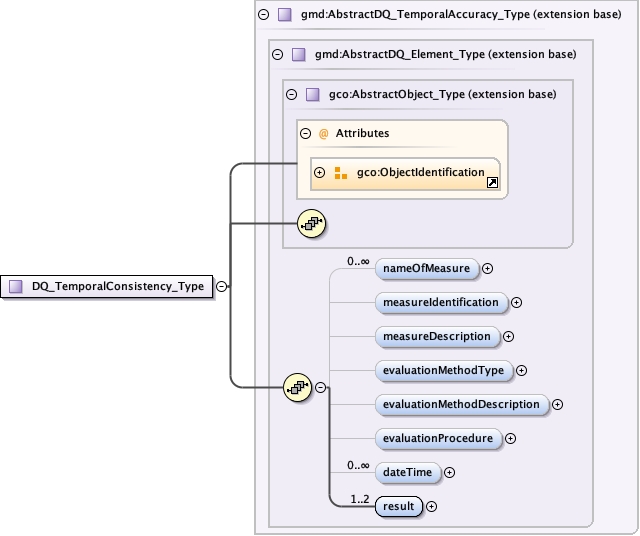 gmd:AbstractDQ_TemporalAccuracy_Type (extension base)
gmd:AbstractDQ_Element_Type (extension base)
gco:AbstractObject_Type (extension base)
@ Attributes
gco:ObjectIdentification
0..∞
nameOfMeasure
DQ_TemporalConsistency_Type
measureIdentification
measureDescription
evaluationMethodType
evaluationMethodDescription
evaluationProcedure
0..∞
dateTime
1..2
result